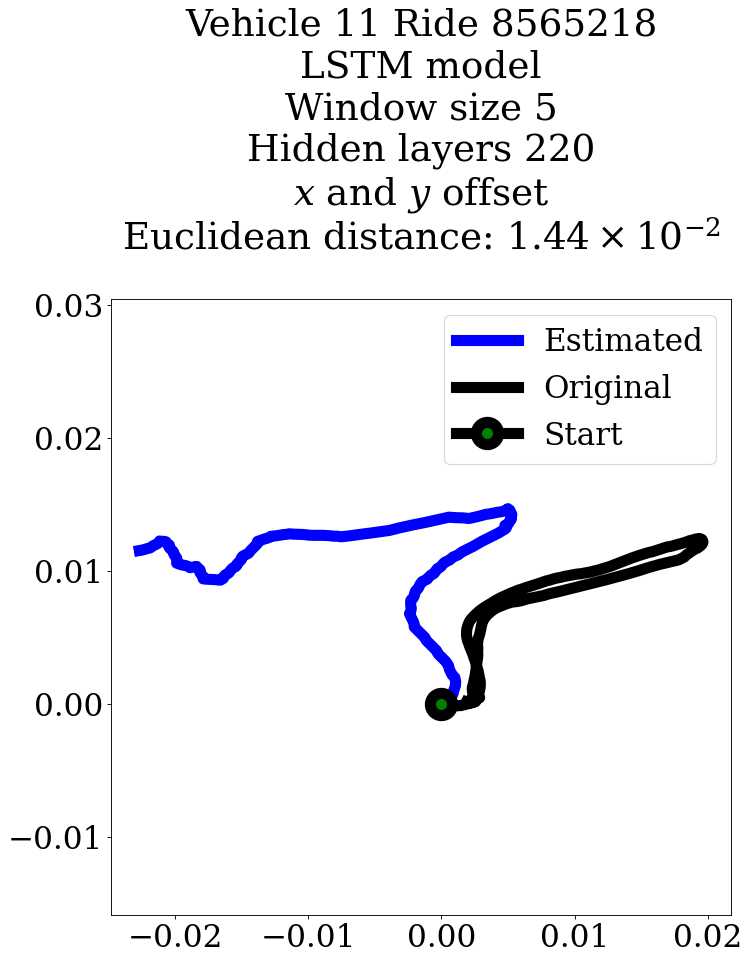 Vehicle 11 Ride 8565218
LSTM model
Window size 5
Hidden layers 220
x and y offset
Euclidean distance: 1.44 × 10⁻²
0.03
Estimated
Original
0.02
Start
0.01
0.00
−0.01
−0.02 −0.01 0.00 0.01 0.02